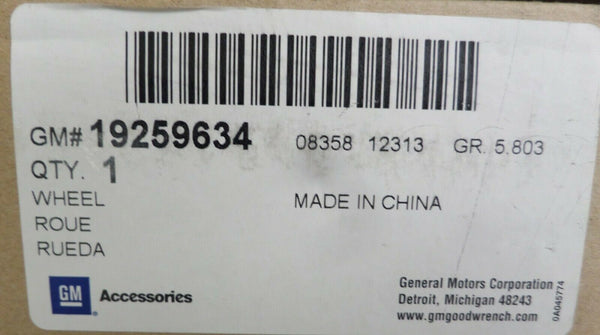 GM# 19259634 08358 12313 GR. 5.803
QTY. 1
WHEEL MADE IN CHINA
ROUE
RUEDA
GM Accessories
General Motors Corporation
Detroit, Michigan 48243
www.gmgoodwrench.com
0A045774